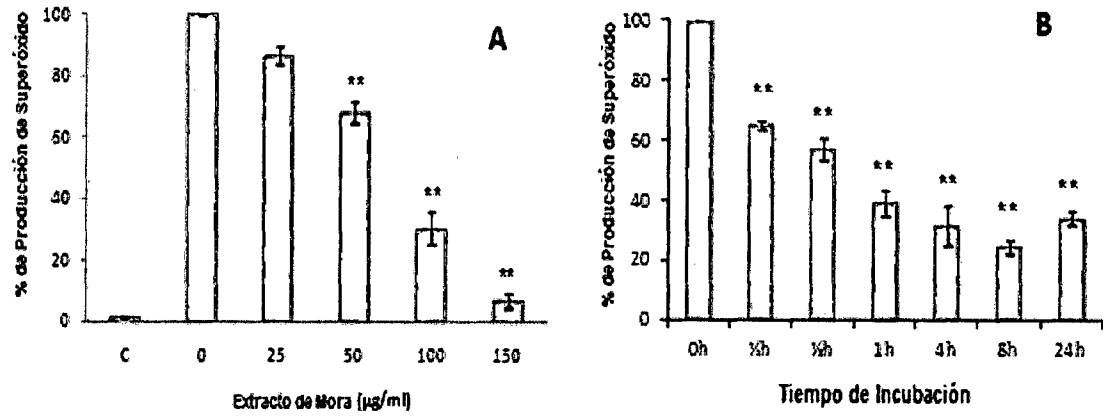 A
% de Producción de Superóxido
100
80
60
40
20
0
**
**
**
C 0 25 50 100 150
Extracto de Mora (µg/ml)
B
% de Producción de Superóxido
100
80
60
40
20
0
**
**
**
**
**
**
0h ½h 1h 4h 8h 24h
Tiempo de Incubación